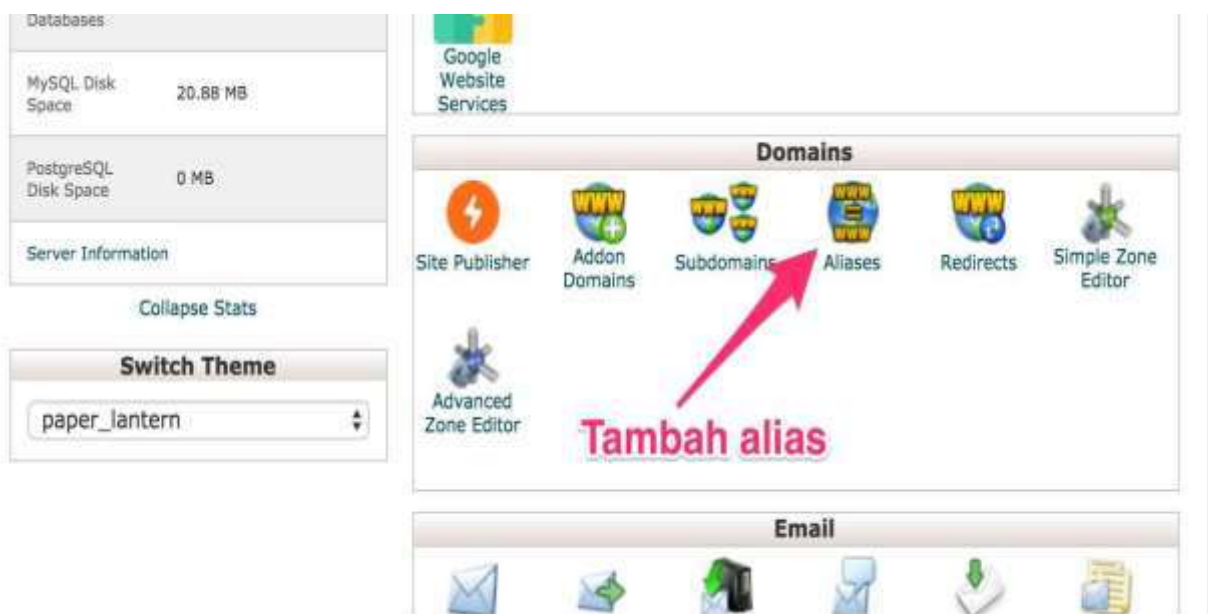 Databases
MySQL Disk
Space
20.88 MB
PostgreSQL
Disk Space
0 MB
Server Information
Collapse Stats
Switch Theme
paper_lantern
Google
Website
Services
Domains
Site Publisher
Addon
Domains
Subdomains
Aliases
Redirects
Simple Zone
Editor
Advanced
Zone Editor
Tambah alias
Email